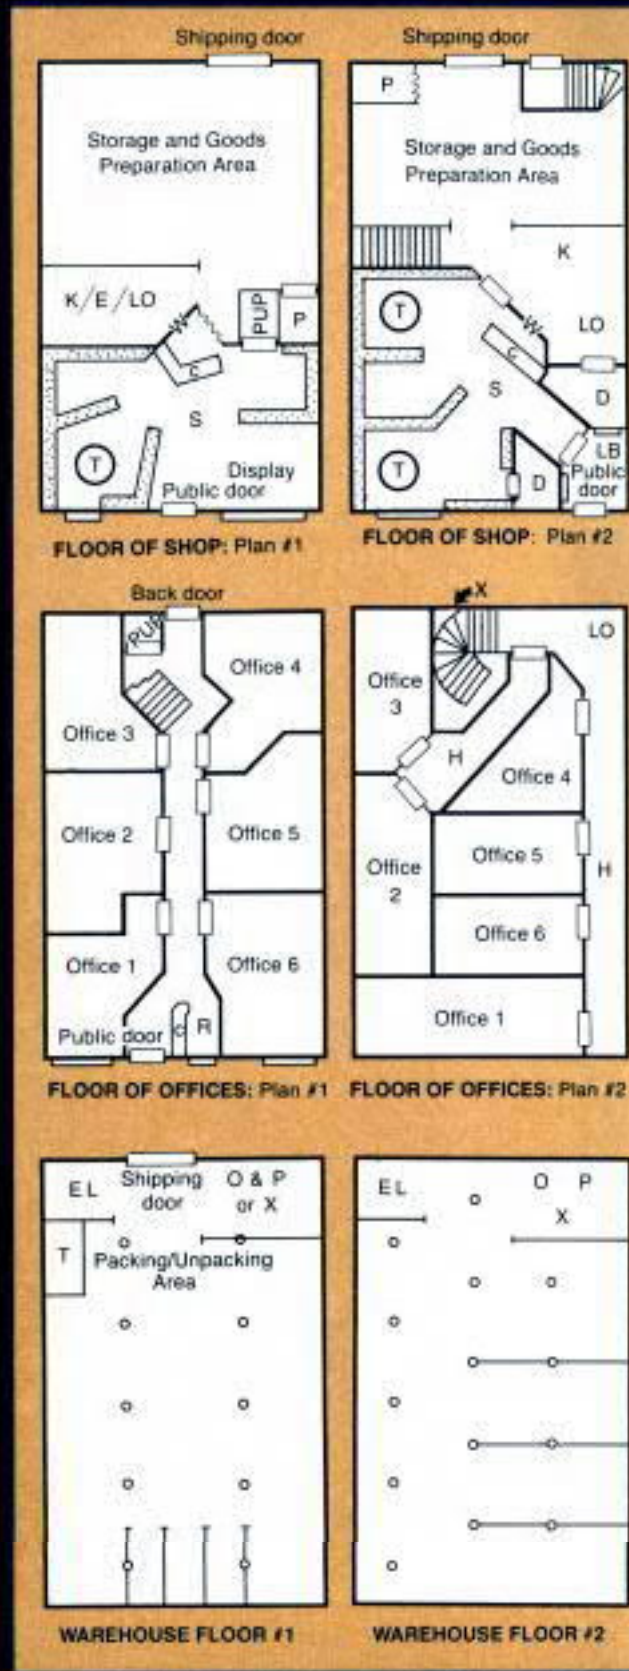 Shipping door
Storage and Goods
Preparation Area
K/E/LO
W
PUP
P
C
S
T
Display
Public door
FLOOR OF SHOP: Plan #1
Shipping door
P
Storage and Goods
Preparation Area
K
T
W
LO
C
S
D
T
LB
D
Public
door
FLOOR OF SHOP: Plan #2
Back door
PUP
Office 4
Office 3
Office 2
Office 5
Office 1
Office 6
Public door
C
R
FLOOR OF OFFICES: Plan #1
X
LO
Office
3
H
Office 4
Office
2
Office 5
H
Office 6
Office 1
FLOOR OF OFFICES: Plan #2
EL
Shipping
door
O & P
or X
T
Packing/Unpacking
Area
WAREHOUSE FLOOR #1
EL
O P
X
WAREHOUSE FLOOR #2